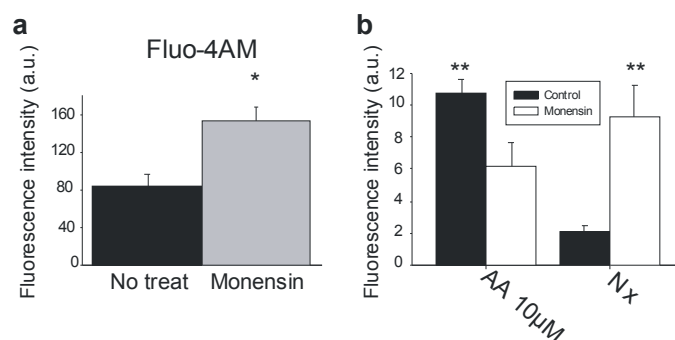 a
Fluo-4AM
Fluorescence intensity (a.u.)
160
120
80
40
0
*
No treat
Monensin
b
Fluorescence intensity (a.u.)
12
10
8
6
4
2
0
**
**
Control
Monensin
AA 10µM
Nx